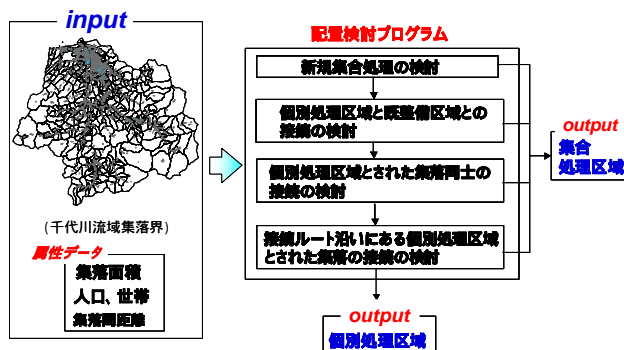 input
(千代川流域集落界)
属性データ
集落面積
人口、世帯
集落間距離
配置検討プログラム
新規集合処理の検討
個別処理区域と既整備区域との
接続の検討
個別処理区域とされた集落同士の
接続の検討
接続ルート沿いにある個別処理区域
とされた集落の接続の検討
output
集合
処理区域
output
個別処理区域